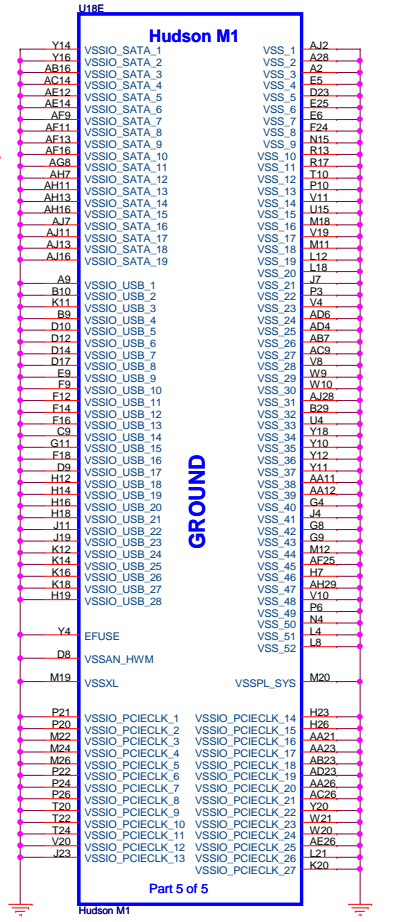 U18E
Hudson M1
Y14 VSSIO_SATA_1 VSS_1 AJ2
Y16 VSSIO_SATA_2 VSS_2 A28
AB16 VSSIO_SATA_3 VSS_3 A2
AC14 VSSIO_SATA_4 VSS_4 E5
AE12 VSSIO_SATA_5 VSS_5 D23
AE14 VSSIO_SATA_6 VSS_6 E25
AF9 VSSIO_SATA_7 VSS_7 E6
AF11 VSSIO_SATA_8 VSS_8 F24
AF13 VSSIO_SATA_9 VSS_9 N15
AF16 VSSIO_SATA_10 VSS_10 R13
AG8 VSSIO_SATA_11 VSS_11 R17
AH7 VSSIO_SATA_12 VSS_12 T10
AH11 VSSIO_SATA_13 VSS_13 P10
AH13 VSSIO_SATA_14 VSS_14 V11
AH16 VSSIO_SATA_15 VSS_15 U15
AJ7 VSSIO_SATA_16 VSS_16 M18
AJ11 VSSIO_SATA_17 VSS_17 V19
AJ13 VSSIO_SATA_18 VSS_18 M11
AJ16 VSSIO_SATA_19 VSS_19 L12
VSS_20 L18
A9 VSSIO_USB_1 VSS_21 J7
B10 VSSIO_USB_2 VSS_22 P3
K11 VSSIO_USB_3 VSS_23 V4
B9 VSSIO_USB_4 VSS_24 AD6
D10 VSSIO_USB_5 VSS_25 AD4
D12 VSSIO_USB_6 VSS_26 AB7
D14 VSSIO_USB_7 VSS_27 AC9
D17 VSSIO_USB_8 VSS_28 V8
E9 VSSIO_USB_9 VSS_29 W9
F9 VSSIO_USB_10 VSS_30 W10
F12 VSSIO_USB_11 VSS_31 AJ28
F14 VSSIO_USB_12 VSS_32 B29
F16 VSSIO_USB_13 VSS_33 U4
C9 VSSIO_USB_14 VSS_34 Y18
G11 VSSIO_USB_15 VSS_35 Y10
F18 VSSIO_USB_16 VSS_36 Y12
D9 VSSIO_USB_17 VSS_37 Y11
H12 VSSIO_USB_18 VSS_38 AA11
H14 VSSIO_USB_19 VSS_39 AA12
H16 VSSIO_USB_20 VSS_40 G4
H18 VSSIO_USB_21 VSS_41 J4
J11 VSSIO_USB_22 VSS_42 G8
J19 VSSIO_USB_23 VSS_43 G9
K12 VSSIO_USB_24 VSS_44 M12
K14 VSSIO_USB_25 VSS_45 AF25
K16 VSSIO_USB_26 VSS_46 H7
K18 VSSIO_USB_27 VSS_47 AH29
H19 VSSIO_USB_28 VSS_48 V10
VSS_49 P6
VSS_50 N4
Y4 EFUSE VSS_51 L4
VSS_52 L8
D8 VSSAN_HWM
M19 VSSXL VSSPL_SYS M20
GROUND
P21 VSSIO_PCIECLK_1 VSSIO_PCIECLK_14 H23
P20 VSSIO_PCIECLK_2 VSSIO_PCIECLK_15 H26
M22 VSSIO_PCIECLK_3 VSSIO_PCIECLK_16 AA21
M24 VSSIO_PCIECLK_4 VSSIO_PCIECLK_17 AA23
M26 VSSIO_PCIECLK_5 VSSIO_PCIECLK_18 AB23
P22 VSSIO_PCIECLK_6 VSSIO_PCIECLK_19 AD23
P24 VSSIO_PCIECLK_7 VSSIO_PCIECLK_20 AA26
P26 VSSIO_PCIECLK_8 VSSIO_PCIECLK_21 AC26
T20 VSSIO_PCIECLK_9 VSSIO_PCIECLK_22 Y20
T22 VSSIO_PCIECLK_10 VSSIO_PCIECLK_23 W21
T24 VSSIO_PCIECLK_11 VSSIO_PCIECLK_24 W20
V20 VSSIO_PCIECLK_12 VSSIO_PCIECLK_25 AE26
J23 VSSIO_PCIECLK_13 VSSIO_PCIECLK_26 L21
VSSIO_PCIECLK_27 K20
Part 5 of 5
Hudson M1